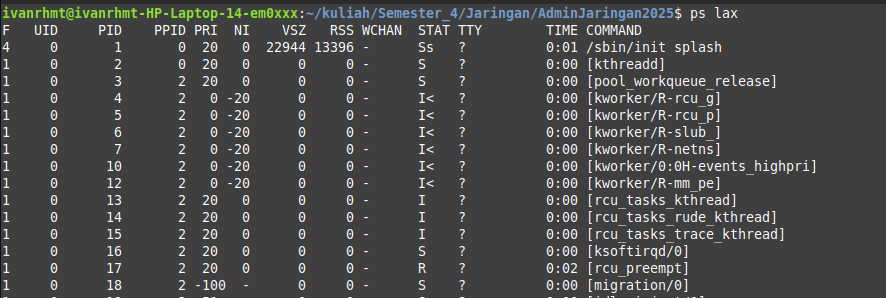 ivanrhmt@ivanrhmt-HP-Laptop-14-em0xxx:~/kuliah/Semester_4/Jaringan/AdminJaringan2025$ ps lax
F   UID     PID    PPID PRI  NI    VSZ   RSS WCHAN  STAT TTY        TIME COMMAND
4     0       1       0  20   0  22944 13396 -      Ss   ?          0:01 /sbin/init splash
1     0       2       0  20   0      0     0 -      S    ?          0:00 [kthreadd]
1     0       3       2  20   0      0     0 -      S    ?          0:00 [pool_workqueue_release]
1     0       4       2   0 -20      0     0 -      I<   ?          0:00 [kworker/R-rcu_g]
1     0       5       2   0 -20      0     0 -      I<   ?          0:00 [kworker/R-rcu_p]
1     0       6       2   0 -20      0     0 -      I<   ?          0:00 [kworker/R-slub_]
1     0       7       2   0 -20      0     0 -      I<   ?          0:00 [kworker/R-netns]
1     0      10       2   0 -20      0     0 -      I<   ?          0:00 [kworker/0:0H-events_highpri]
1     0      12       2   0 -20      0     0 -      I<   ?          0:00 [kworker/R-mm_pe]
1     0      13       2  20   0      0     0 -      I    ?          0:00 [rcu_tasks_kthread]
1     0      14       2  20   0      0     0 -      I    ?          0:00 [rcu_tasks_rude_kthread]
1     0      15       2  20   0      0     0 -      I    ?          0:00 [rcu_tasks_trace_kthread]
1     0      16       2  20   0      0     0 -      S    ?          0:00 [ksoftirqd/0]
1     0      17       2  20   0      0     0 -      R    ?          0:02 [rcu_preempt]
1     0      18       2 -100  -      0     0 -      S    ?          0:00 [migration/0]